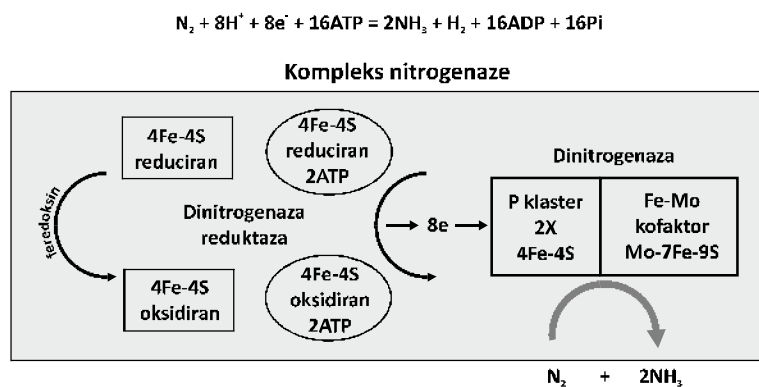 N₂ + 8H⁺ + 8e⁻ + 16ATP = 2NH₃ + H₂ + 16ADP + 16Pi
Kompleks nitrogenaze
4Fe-4S
reduciran
4Fe-4S
reduciran
2ATP
feredoksin
Dinitrogenaza
reduktaza
8e
4Fe-4S
oksidiran
4Fe-4S
oksidiran
2ATP
Dinitrogenaza
P klaster
2X
4Fe-4S
Fe-Mo
kofaktor
Mo-7Fe-9S
N₂ + 2NH₃